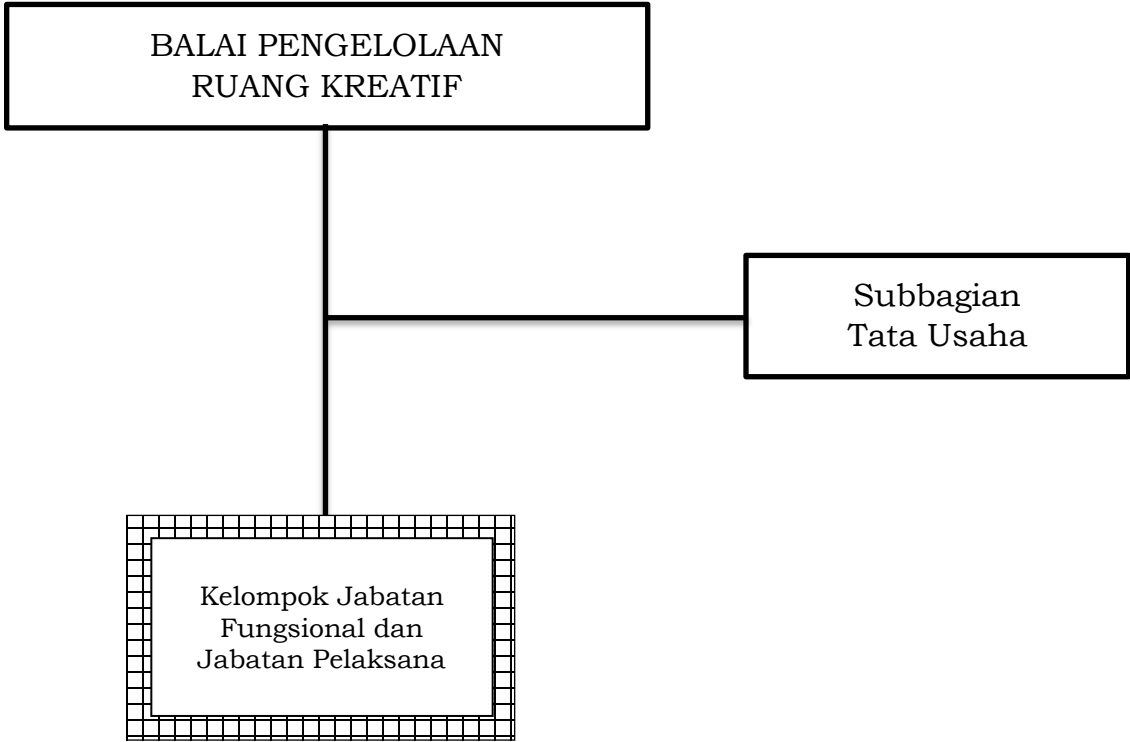 BALAI PENGELOLAAN
RUANG KREATIF
Subbagian
Tata Usaha
Kelompok Jabatan
Fungsional dan
Jabatan Pelaksana